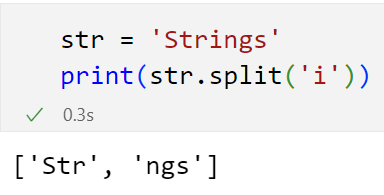 str = 'Strings'
print(str.split('i'))
0.3s
['Str', 'ngs']